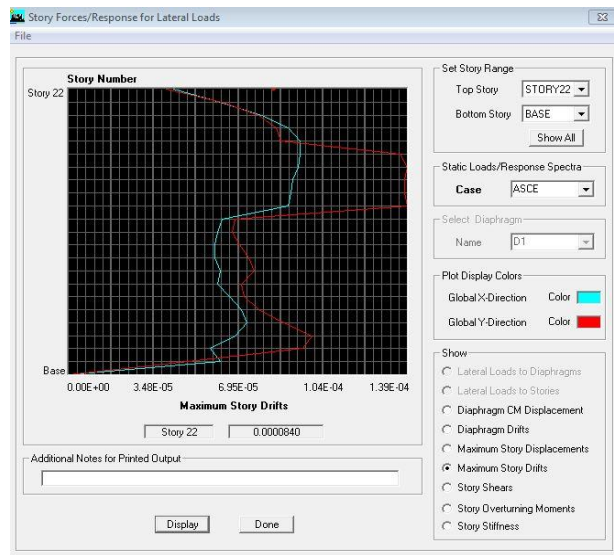 Story Forces/Response for Lateral Loads
File
Story Number
Story 22
Base
0.00E+00 3.48E-05 6.95E-05 1.04E-04 1.39E-04
Maximum Story Drifts
Story 22 0.0000840
Additional Notes for Printed Output
Display Done
Set Story Range
Top Story STORY22
Bottom Story BASE
Show All
Static Loads/Response Spectra
Case ASCE
Select Diaphragm
Name D1
Plot Display Colors
Global X-Direction Color
Global Y-Direction Color
Show
Lateral Loads to Diaphragms
Lateral Loads to Stories
Diaphragm CM Displacement
Diaphragm Drifts
Maximum Story Displacements
Maximum Story Drifts
Story Shears
Story Overturning Moments
Story Stiffness